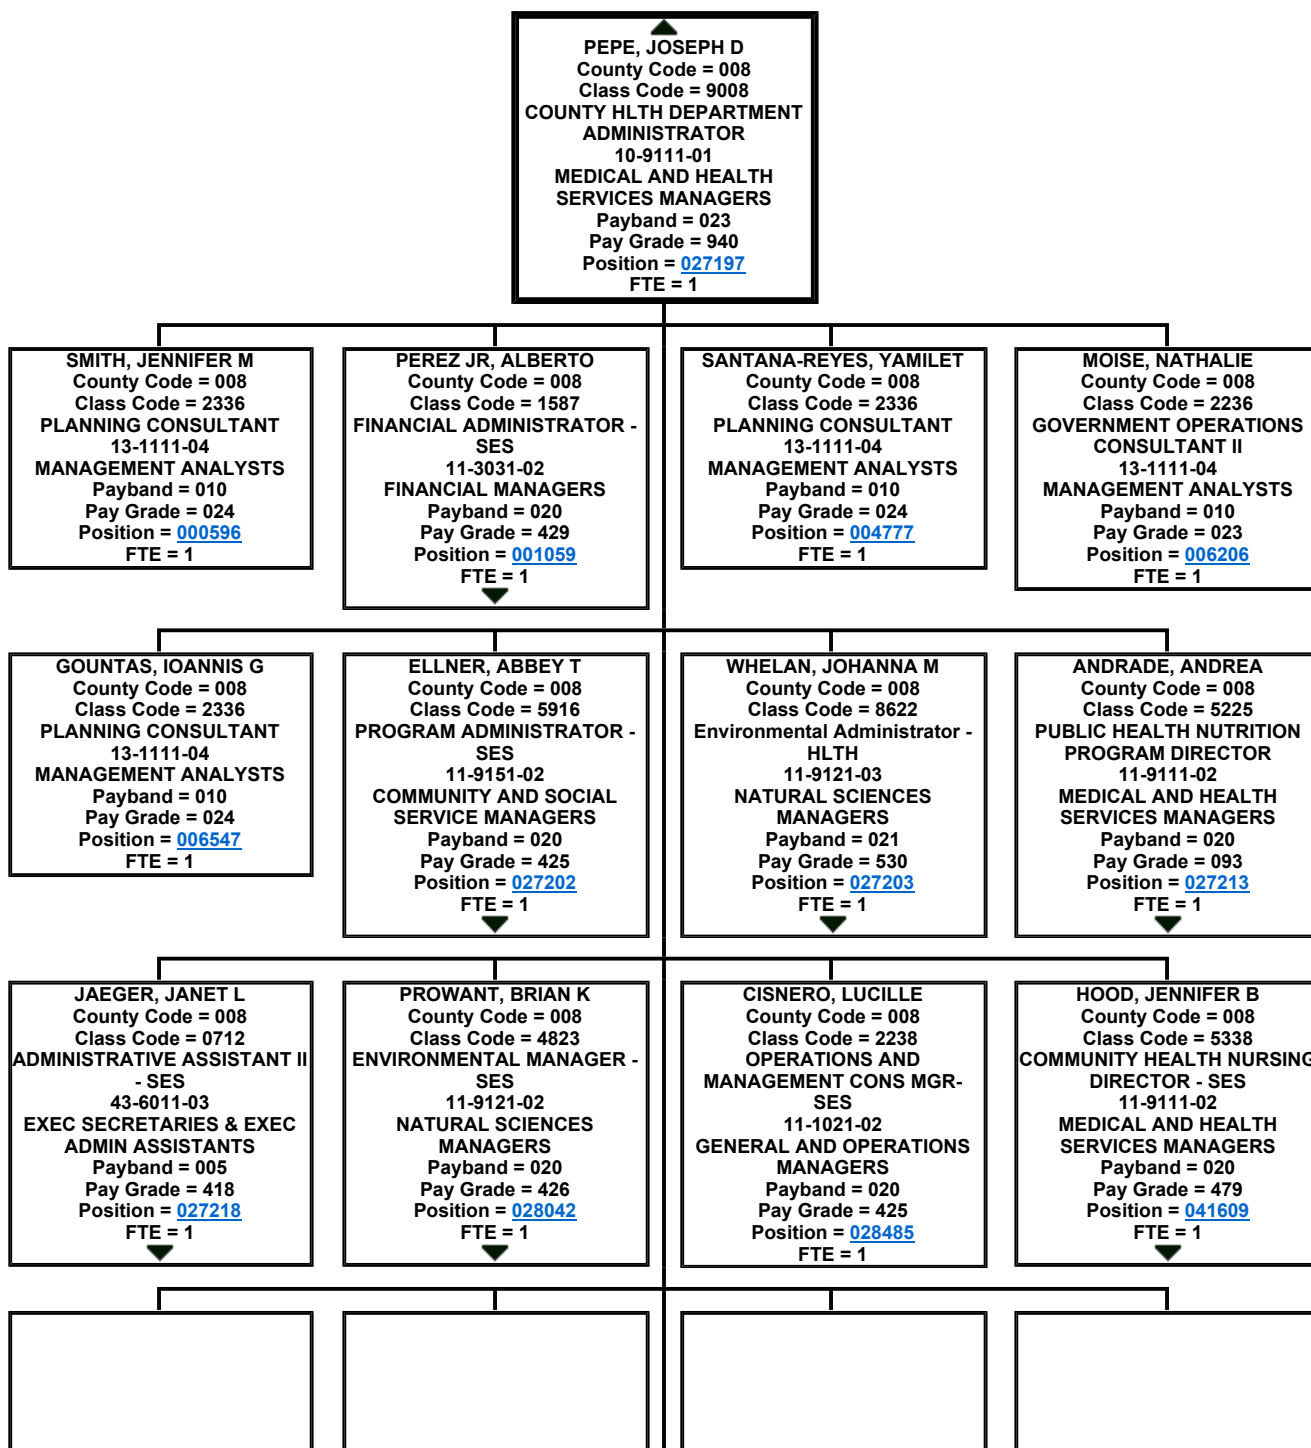 PEPE, JOSEPH D
County Code = 008
Class Code = 9008
COUNTY HLTH DEPARTMENT
ADMINISTRATOR
10-9111-01
MEDICAL AND HEALTH
SERVICES MANAGERS
Payband = 023
Pay Grade = 940
Position = 027197
FTE = 1
SMITH, JENNIFER M
County Code = 008
Class Code = 2336
PLANNING CONSULTANT
13-1111-04
MANAGEMENT ANALYSTS
Payband = 010
Pay Grade = 024
Position = 000596
FTE = 1
PEREZ JR, ALBERTO
County Code = 008
Class Code = 1587
FINANCIAL ADMINISTRATOR -
SES
11-3031-02
FINANCIAL MANAGERS
Payband = 020
Pay Grade = 429
Position = 001059
FTE = 1
SANTANA-REYES, YAMILET
County Code = 008
Class Code = 2336
PLANNING CONSULTANT
13-1111-04
MANAGEMENT ANALYSTS
Payband = 010
Pay Grade = 024
Position = 004777
FTE = 1
MOISE, NATHALIE
County Code = 008
Class Code = 2236
GOVERNMENT OPERATIONS
CONSULTANT II
13-1111-04
MANAGEMENT ANALYSTS
Payband = 010
Pay Grade = 023
Position = 006206
FTE = 1
GOUNTAS, IOANNIS G
County Code = 008
Class Code = 2336
PLANNING CONSULTANT
13-1111-04
MANAGEMENT ANALYSTS
Payband = 010
Pay Grade = 024
Position = 006547
FTE = 1
ELLNER, ABBEY T
County Code = 008
Class Code = 5916
PROGRAM ADMINISTRATOR -
SES
11-9151-02
COMMUNITY AND SOCIAL
SERVICE MANAGERS
Payband = 020
Pay Grade = 425
Position = 027202
FTE = 1
WHELAN, JOHANNA M
County Code = 008
Class Code = 8622
Environmental Administrator -
HLTH
11-9121-03
NATURAL SCIENCES
MANAGERS
Payband = 021
Pay Grade = 530
Position = 027203
FTE = 1
ANDRADE, ANDREA
County Code = 008
Class Code = 5225
PUBLIC HEALTH NUTRITION
PROGRAM DIRECTOR
11-9111-02
MEDICAL AND HEALTH
SERVICES MANAGERS
Payband = 020
Pay Grade = 093
Position = 027213
FTE = 1
JAEGER, JANET L
County Code = 008
Class Code = 0712
ADMINISTRATIVE ASSISTANT II
- SES
43-6011-03
EXEC SECRETARIES & EXEC
ADMIN ASSISTANTS
Payband = 005
Pay Grade = 418
Position = 027218
FTE = 1
PROWANT, BRIAN K
County Code = 008
Class Code = 4823
ENVIRONMENTAL MANAGER -
SES
11-9121-02
NATURAL SCIENCES
MANAGERS
Payband = 020
Pay Grade = 426
Position = 028042
FTE = 1
CISNERO, LUCILLE
County Code = 008
Class Code = 2238
OPERATIONS AND
MANAGEMENT CONS MGR-
SES
11-1021-02
GENERAL AND OPERATIONS
MANAGERS
Payband = 020
Pay Grade = 425
Position = 028485
FTE = 1
HOOD, JENNIFER B
County Code = 008
Class Code = 5338
COMMUNITY HEALTH NURSING
DIRECTOR - SES
11-9111-02
MEDICAL AND HEALTH
SERVICES MANAGERS
Payband = 020
Pay Grade = 479
Position = 041609
FTE = 1